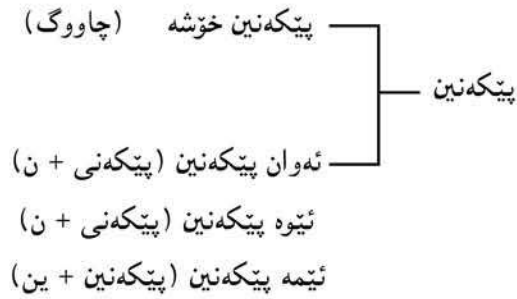 پێکەنین خۆشە (چاووگ)
پێکەنین
ئەوان پێکەنین (پێکەنی + ن)
ئێوە پێکەنین (پێکەنی + ن)
ئێمە پێکەنین (پێکەنین + ین)